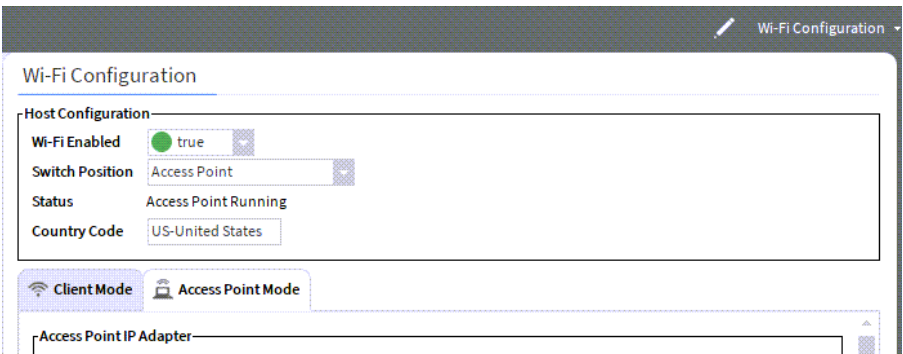 Wi-Fi Configuration
Wi-Fi Configuration
Host Configuration
Wi-Fi Enabled true
Switch Position Access Point
Status Access Point Running
Country Code US-United States
Client Mode Access Point Mode
Access Point IP Adapter